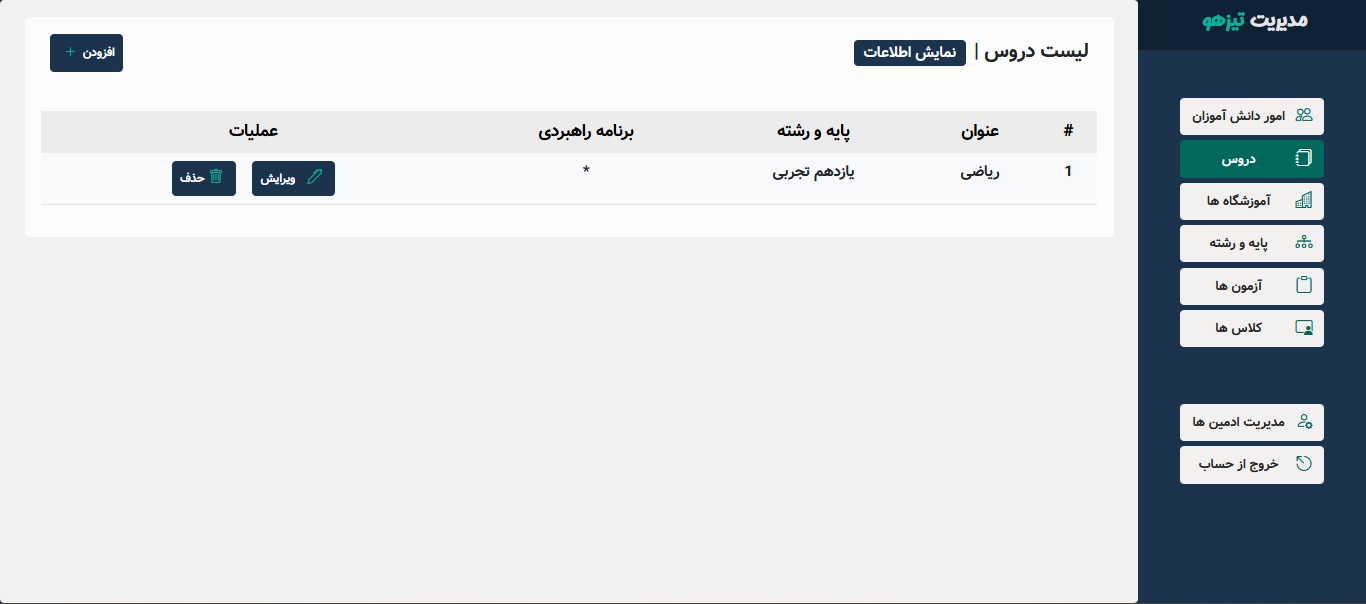 مدیریت تیزهو
امور دانش آموزان
دروس
آموزشگاه ها
پایه و رشته
آزمون ها
کلاس ها
مدیریت ادمین ها
خروج از حساب
لیست دروس | نمایش اطلاعات
افزودن +
# عنوان پایه و رشته برنامه راهبردی عملیات
1 ریاضی یازدهم تجربی * ویرایش حذف